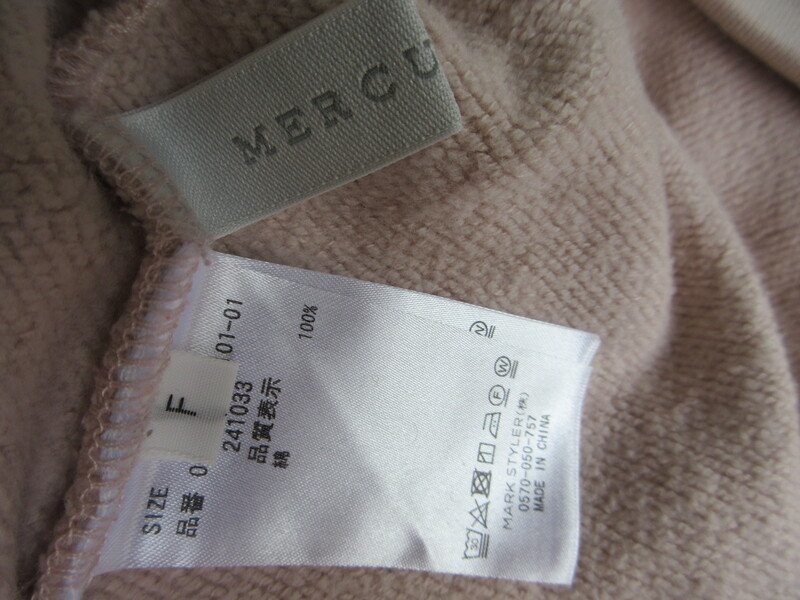 MERCU
SIZE
F
品番 0
01-01
241033
品質表示
綿 100%
F W
W
MARK STYLER(株)
0570-050-757
MADE IN CHINA